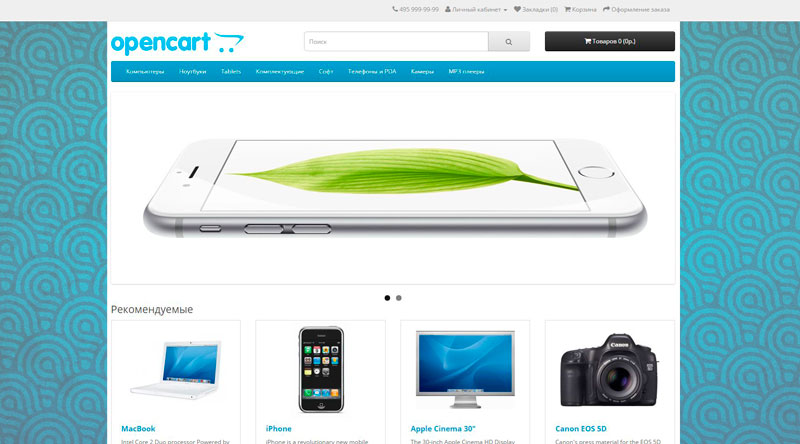 495 999-99-99 Личный кабинет Закладки (0) Корзина Оформление заказа
opencart
Поиск
Товаров 0 (0р.)
Компьютеры Ноутбуки Tablets Комплектующие Софт Телефоны и PDA Камеры MP3 плееры
Рекомендуемые
Canon
MacBook iPhone Apple Cinema 30" Canon EOS 5D
Intel Core 2 Duo processor Powered by iPhone is a revolutionary new mobile The 30-inch Apple Cinema HD Display Canon's press material for the EOS 5D